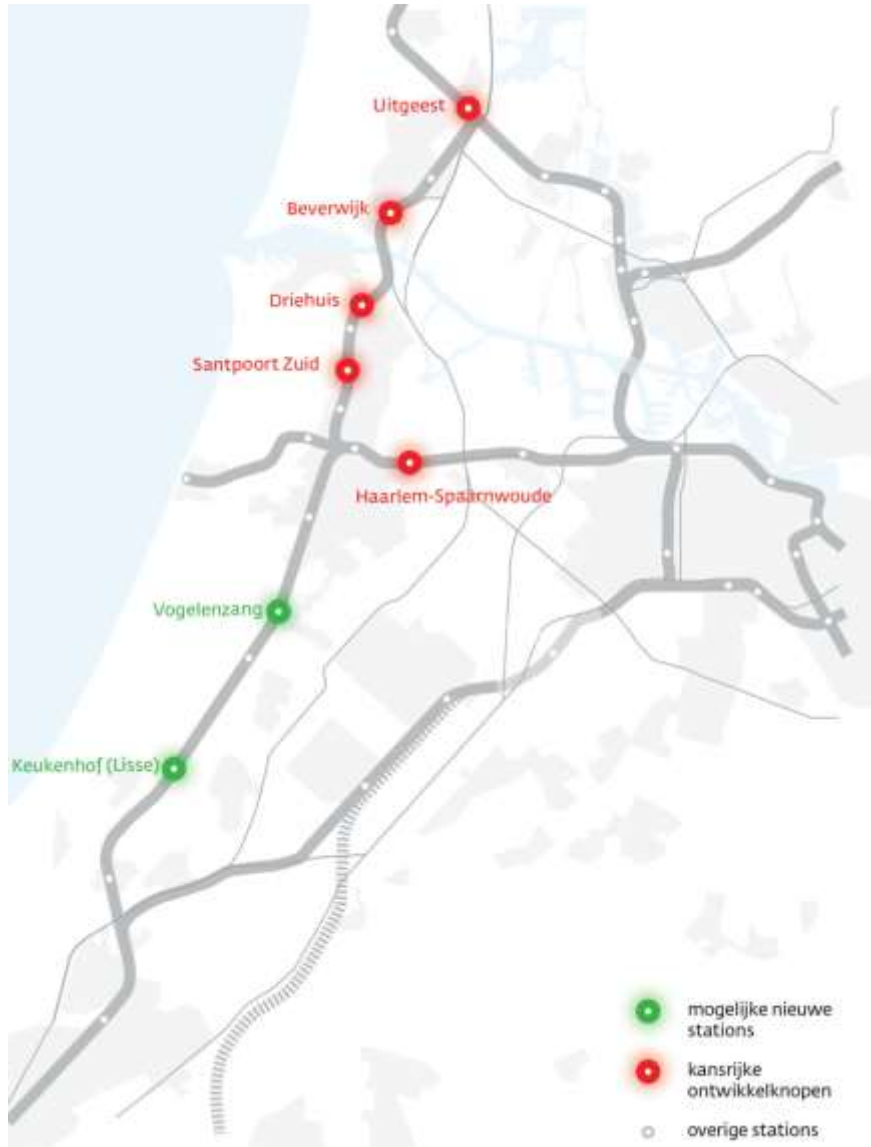 Uitgeest
Beverwijk
Driehuis
Santpoort Zuid
Haarlem-Spaarnwoude
Vogelenzang
Keukenhof (Lisse)
mogelijke nieuwe
stations
kansrijke
ontwikkelknopen
overige stations